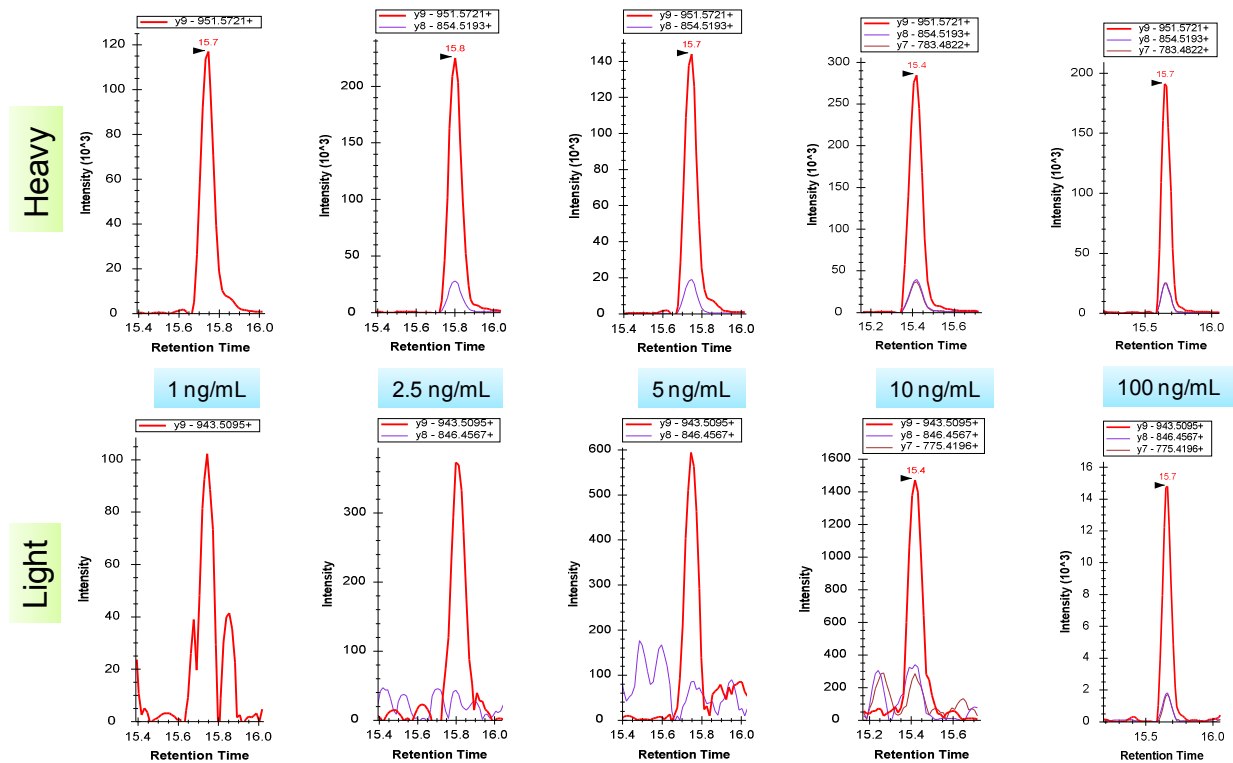 Heavy
y9 - 951.5721+
15.7
Intensity (10^3)
120
100
80
60
40
20
0
15.4 15.6 15.8 16.0
Retention Time
y9 - 951.5721+
y8 - 854.5193+
15.8
Intensity (10^3)
200
150
100
50
0
15.4 15.6 15.8 16.0
Retention Time
y9 - 951.5721+
y8 - 854.5193+
15.7
Intensity (10^3)
140
120
100
80
60
40
20
0
15.4 15.6 15.8 16.0
Retention Time
y9 - 951.5721+
y8 - 854.5193+
y7 - 783.4822+
15.4
Intensity (10^3)
300
250
200
150
100
50
0
15.2 15.4 15.6
Retention Time
y9 - 951.5721+
y8 - 854.5193+
y7 - 783.4822+
15.7
Intensity (10^3)
200
150
100
50
0
15.5 16.0
Retention Time
1 ng/mL
2.5 ng/mL
5 ng/mL
10 ng/mL
100 ng/mL
Light
y9 - 943.5095+
Intensity
100
80
60
40
20
0
15.4 15.6 15.8 16.0
Retention Time
y9 - 943.5095+
y8 - 846.4567+
Intensity
300
200
100
0
15.4 15.6 15.8 16.0
Retention Time
y9 - 943.5095+
y8 - 846.4567+
Intensity
600
500
400
300
200
100
0
15.4 15.6 15.8 16.0
Retention Time
y9 - 943.5095+
y8 - 846.4567+
y7 - 775.4196+
15.4
Intensity
1600
1400
1200
1000
800
600
400
200
0
15.2 15.4 15.6
Retention Time
y9 - 943.5095+
y8 - 846.4567+
y7 - 775.4196+
15.7
Intensity (10^3)
16
14
12
10
8
6
4
2
0
15.5 16.0
Retention Time